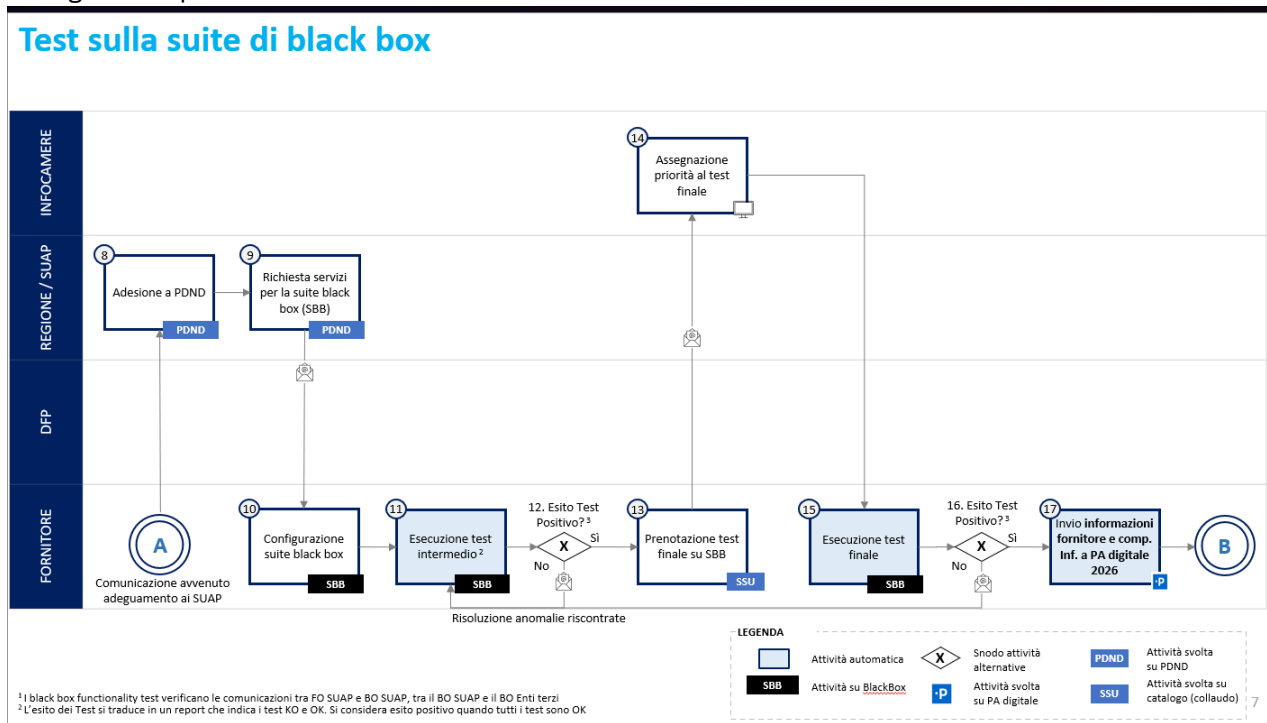 Test sulla suite di black box
INFOCAMERE
14
Assegnazione
priorità al test
finale
REGIONE / SUAP
8
Adesione a PDND
PDND
9
Richiesta servizi
per la suite black
box (SBB)
PDND
DFP
FORNITORE
A
Comunicazione avvenuto
adeguamento ai SUAP
10
Configurazione
suite black box
SBB
11
Esecuzione test
intermedio ²
SBB
12. Esito Test
Positivo? ³
X
Sì
No
13
Prenotazione test
finale su SBB
SSU
15
Esecuzione test
finale
SBB
16. Esito Test
Positivo? ³
X
Sì
No
17
Invio informazioni
fornitore e comp.
Inf. a PA digitale
2026
·P
B
Risoluzione anomalie riscontrate
LEGENDA
Attività automatica
X
Snodo attività
alternative
PDND
Attività svolta
su PDND
SBB
Attività su BlackBox
·P
Attività svolta
su PA digitale
SSU
Attività svolta su
catalogo (collaudo)
¹ I black box functionality test verificano le comunicazioni tra FO SUAP e BO SUAP, tra il BO SUAP e il BO Enti terzi
² L'esito dei Test si traduce in un report che indica i test KO e OK. Si considera esito positivo quando tutti i test sono OK
7